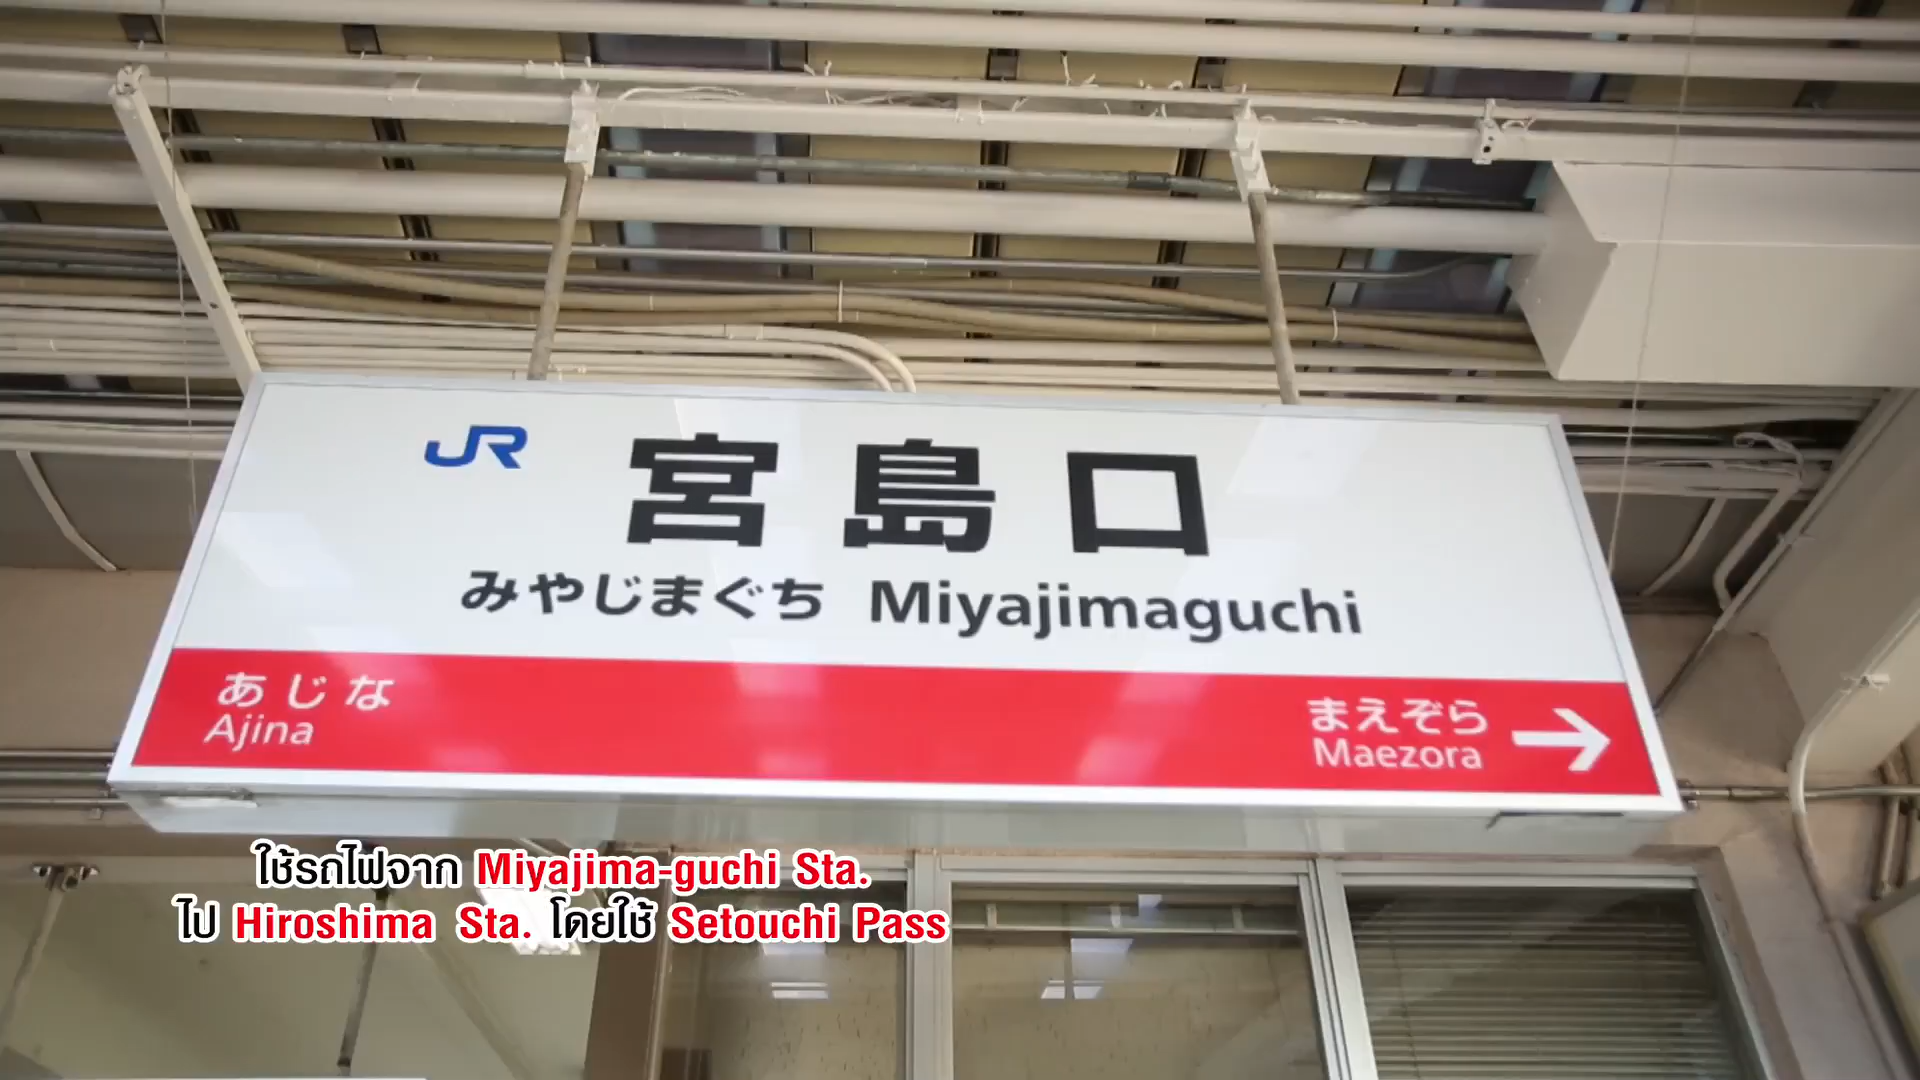 JR 宮島口
みやじまぐち Miyajimaguchi
あじな
Ajina
まえぞら
Maezora →
ใช้รถไฟจาก Miyajima-guchi Sta.
ไป Hiroshima Sta. โดยใช้ Setouchi Pass